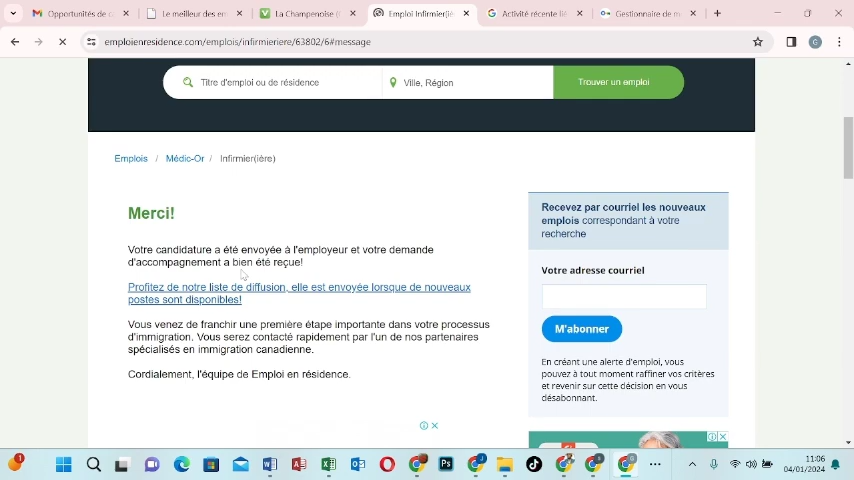 Opportunités de c
Le meilleur des en
La Champenoise (
Emploi Infirmier(iè
Activité récente lié
Gestionnaire de m
emploienresidence.com/emplois/infirmieriere/63802/6#message
G
Titre d'emploi ou de résidence
Ville, Région
Trouver un emploi
Emplois / Médic-Or / Infirmier(ière)
Merci!
Votre candidature a été envoyée à l'employeur et votre demande
d'accompagnement a bien été reçue!
Profitez de notre liste de diffusion, elle est envoyée lorsque de nouveaux
postes sont disponibles!
Vous venez de franchir une première étape importante dans votre processus
d'immigration. Vous serez contacté rapidement par l'un de nos partenaires
spécialisés en immigration canadienne.
Cordialement, l'équipe de Emploi en résidence.
Recevez par courriel les nouveaux
emplois correspondant à votre
recherche
Votre adresse courriel
M'abonner
En créant une alerte d'emploi, vous
pouvez à tout moment raffiner vos critères
et revenir sur cette décision en vous
désabonnant.
11:06
04/01/2024